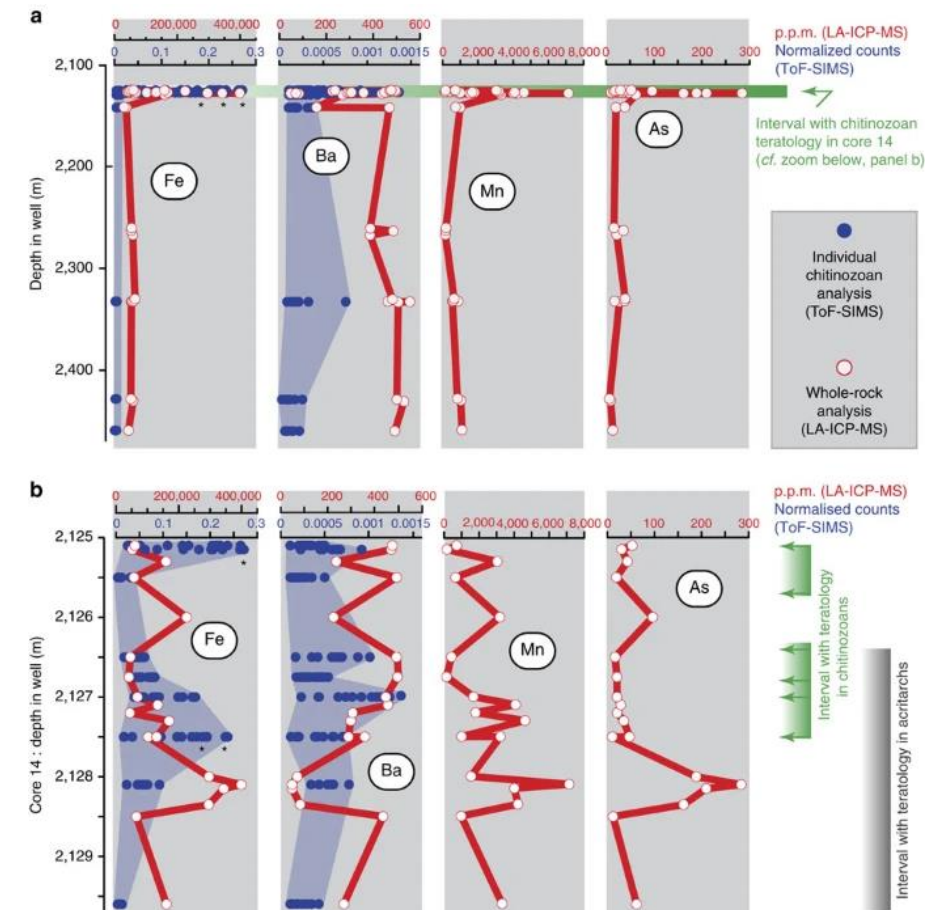 a
0 200,000 400,000
0 0.1 0.2 0.3
0 200 400 600
0 0.0005 0.001 0.0015
0 2,000 4,000 6,000 8,000
0 100 200 300
p.p.m. (LA-ICP-MS)
Normalized counts
(ToF-SIMS)
2,100
2,200
2,300
2,400
Depth in well (m)
* * *
Fe
Ba
Mn
As
Interval with chitinozoan
teratology in core 14
(cf. zoom below, panel b)
Individual
chitinozoan
analysis
(ToF-SIMS)
Whole-rock
analysis
(LA-ICP-MS)
b
0 200,000 400,000
0 0.1 0.2 0.3
0 200 400 600
0 0.0005 0.001 0.0015
0 2,000 4,000 6,000 8,000
0 100 200 300
p.p.m. (LA-ICP-MS)
Normalised counts
(ToF-SIMS)
2,125
2,126
2,127
2,128
2,129
Core 14 : depth in well (m)
*
* *
Fe
Ba
Mn
As
Interval with teratology
in chitinozoans
Interval with teratology in acritarchs